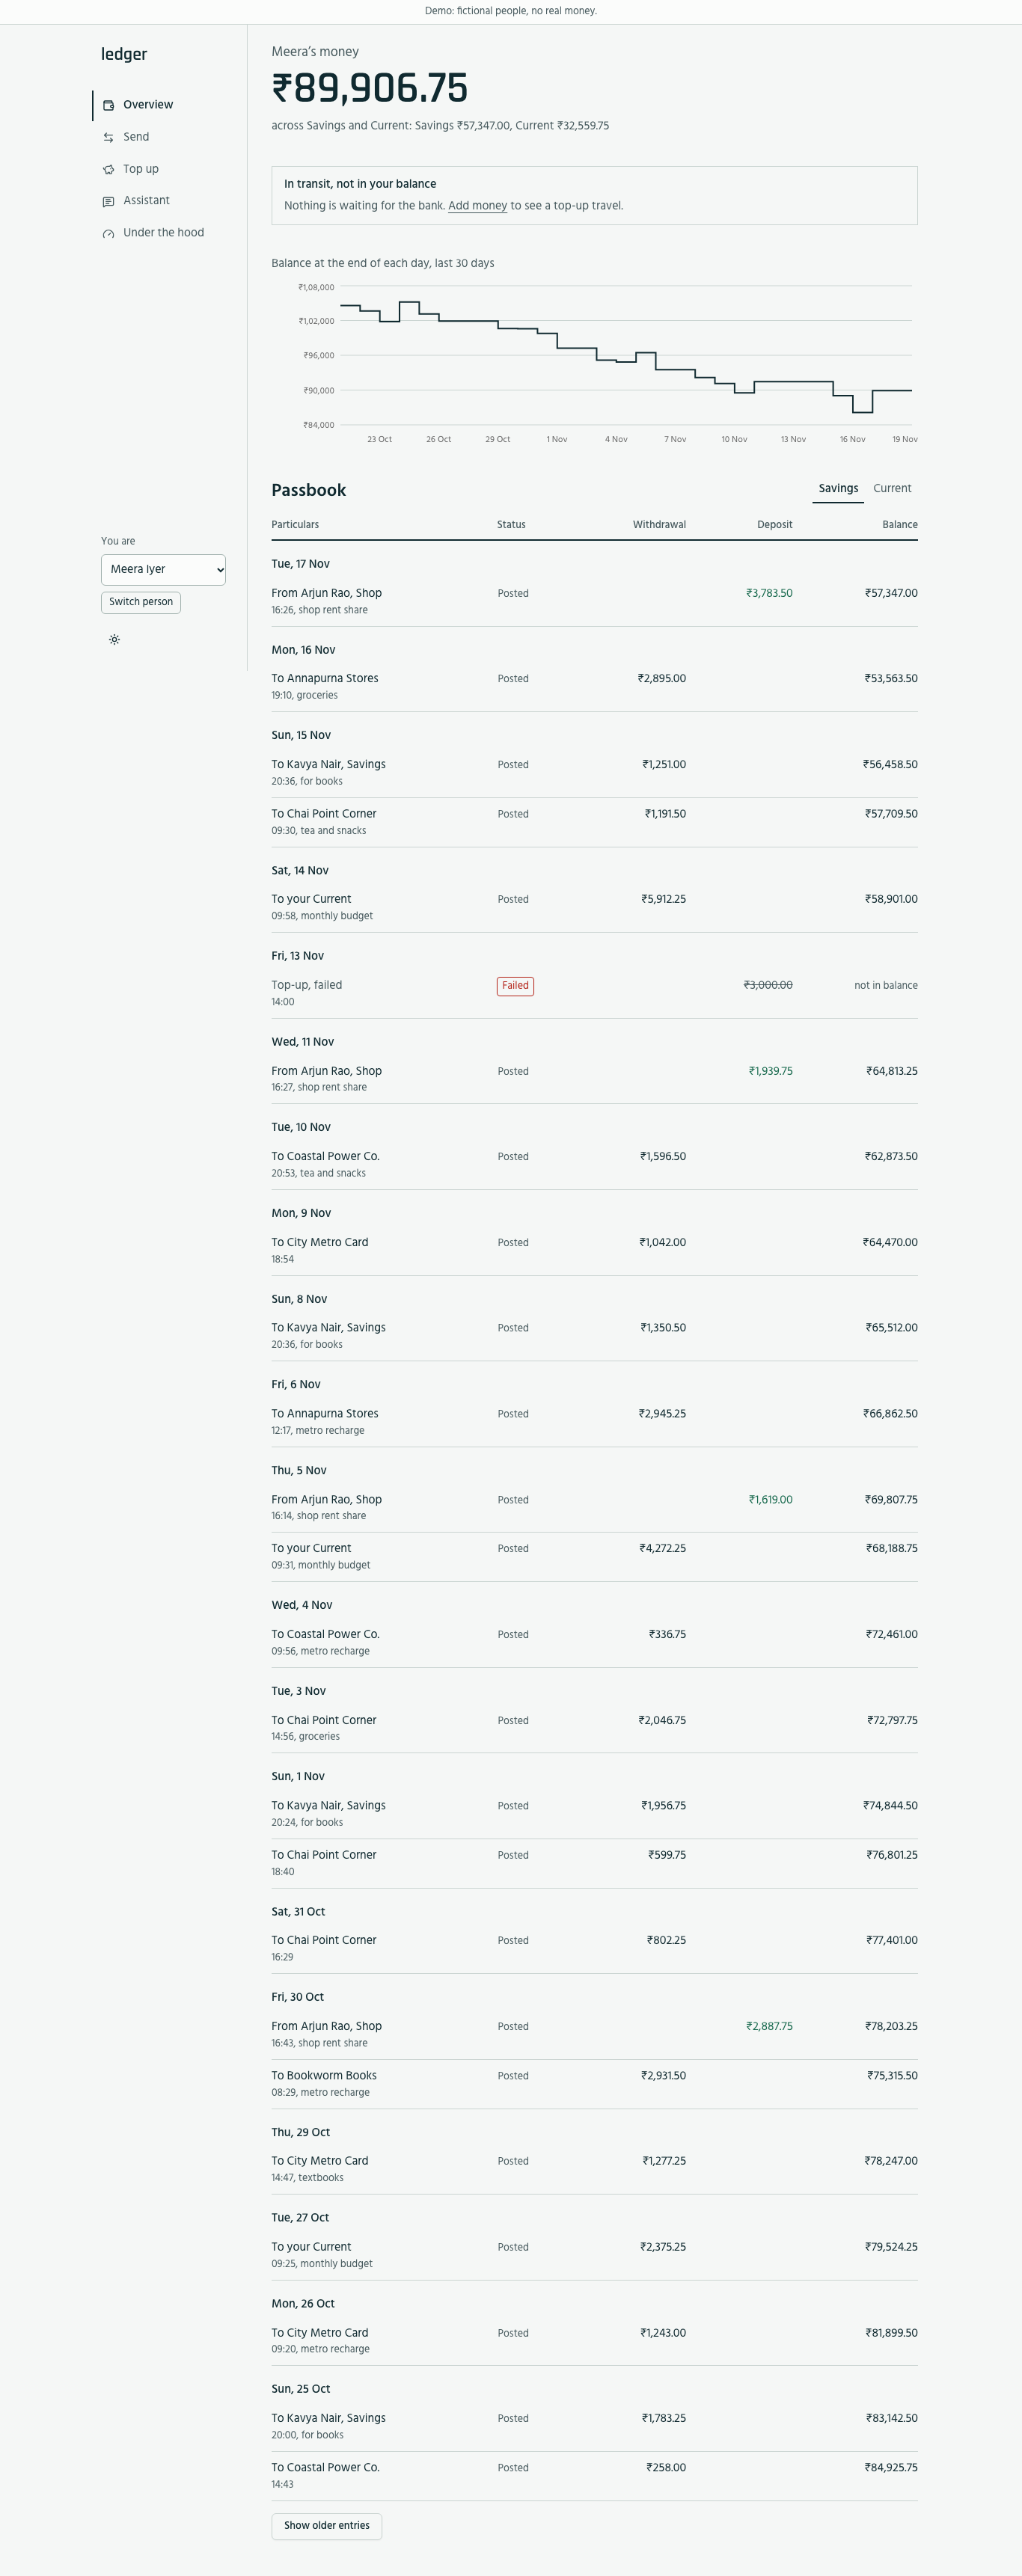 Demo: fictional people, no real money.
ledger
Overview
Send
Top up
Assistant
Under the hood
You are
Meera Iyer
Switch person
Meera’s money
₹89,906.75
across Savings and Current: Savings ₹57,347.00, Current ₹32,559.75
In transit, not in your balance
Nothing is waiting for the bank. Add money to see a top-up travel.
Balance at the end of each day, last 30 days
₹1,08,000
₹1,02,000
₹96,000
₹90,000
₹84,000
23 Oct 26 Oct 29 Oct 1 Nov 4 Nov 7 Nov 10 Nov 13 Nov 16 Nov 19 Nov
Passbook Savings Current
Particulars Status Withdrawal Deposit Balance
Tue, 17 Nov
From Arjun Rao, Shop Posted ₹3,783.50 ₹57,347.00
16:26, shop rent share
Mon, 16 Nov
To Annapurna Stores Posted ₹2,895.00 ₹53,563.50
19:10, groceries
Sun, 15 Nov
To Kavya Nair, Savings Posted ₹1,251.00 ₹56,458.50
20:36, for books
To Chai Point Corner Posted ₹1,191.50 ₹57,709.50
09:30, tea and snacks
Sat, 14 Nov
To your Current Posted ₹5,912.25 ₹58,901.00
09:58, monthly budget
Fri, 13 Nov
Top-up, failed Failed ₹3,000.00 not in balance
14:00
Wed, 11 Nov
From Arjun Rao, Shop Posted ₹1,939.75 ₹64,813.25
16:27, shop rent share
Tue, 10 Nov
To Coastal Power Co. Posted ₹1,596.50 ₹62,873.50
20:53, tea and snacks
Mon, 9 Nov
To City Metro Card Posted ₹1,042.00 ₹64,470.00
18:54
Sun, 8 Nov
To Kavya Nair, Savings Posted ₹1,350.50 ₹65,512.00
20:36, for books
Fri, 6 Nov
To Annapurna Stores Posted ₹2,945.25 ₹66,862.50
12:17, metro recharge
Thu, 5 Nov
From Arjun Rao, Shop Posted ₹1,619.00 ₹69,807.75
16:14, shop rent share
To your Current Posted ₹4,272.25 ₹68,188.75
09:31, monthly budget
Wed, 4 Nov
To Coastal Power Co. Posted ₹336.75 ₹72,461.00
09:56, metro recharge
Tue, 3 Nov
To Chai Point Corner Posted ₹2,046.75 ₹72,797.75
14:56, groceries
Sun, 1 Nov
To Kavya Nair, Savings Posted ₹1,956.75 ₹74,844.50
20:24, for books
To Chai Point Corner Posted ₹599.75 ₹76,801.25
18:40
Sat, 31 Oct
To Chai Point Corner Posted ₹802.25 ₹77,401.00
16:29
Fri, 30 Oct
From Arjun Rao, Shop Posted ₹2,887.75 ₹78,203.25
16:43, shop rent share
To Bookworm Books Posted ₹2,931.50 ₹75,315.50
08:29, metro recharge
Thu, 29 Oct
To City Metro Card Posted ₹1,277.25 ₹78,247.00
14:47, textbooks
Tue, 27 Oct
To your Current Posted ₹2,375.25 ₹79,524.25
09:25, monthly budget
Mon, 26 Oct
To City Metro Card Posted ₹1,243.00 ₹81,899.50
09:20, metro recharge
Sun, 25 Oct
To Kavya Nair, Savings Posted ₹1,783.25 ₹83,142.50
20:00, for books
To Coastal Power Co. Posted ₹258.00 ₹84,925.75
14:43
Show older entries